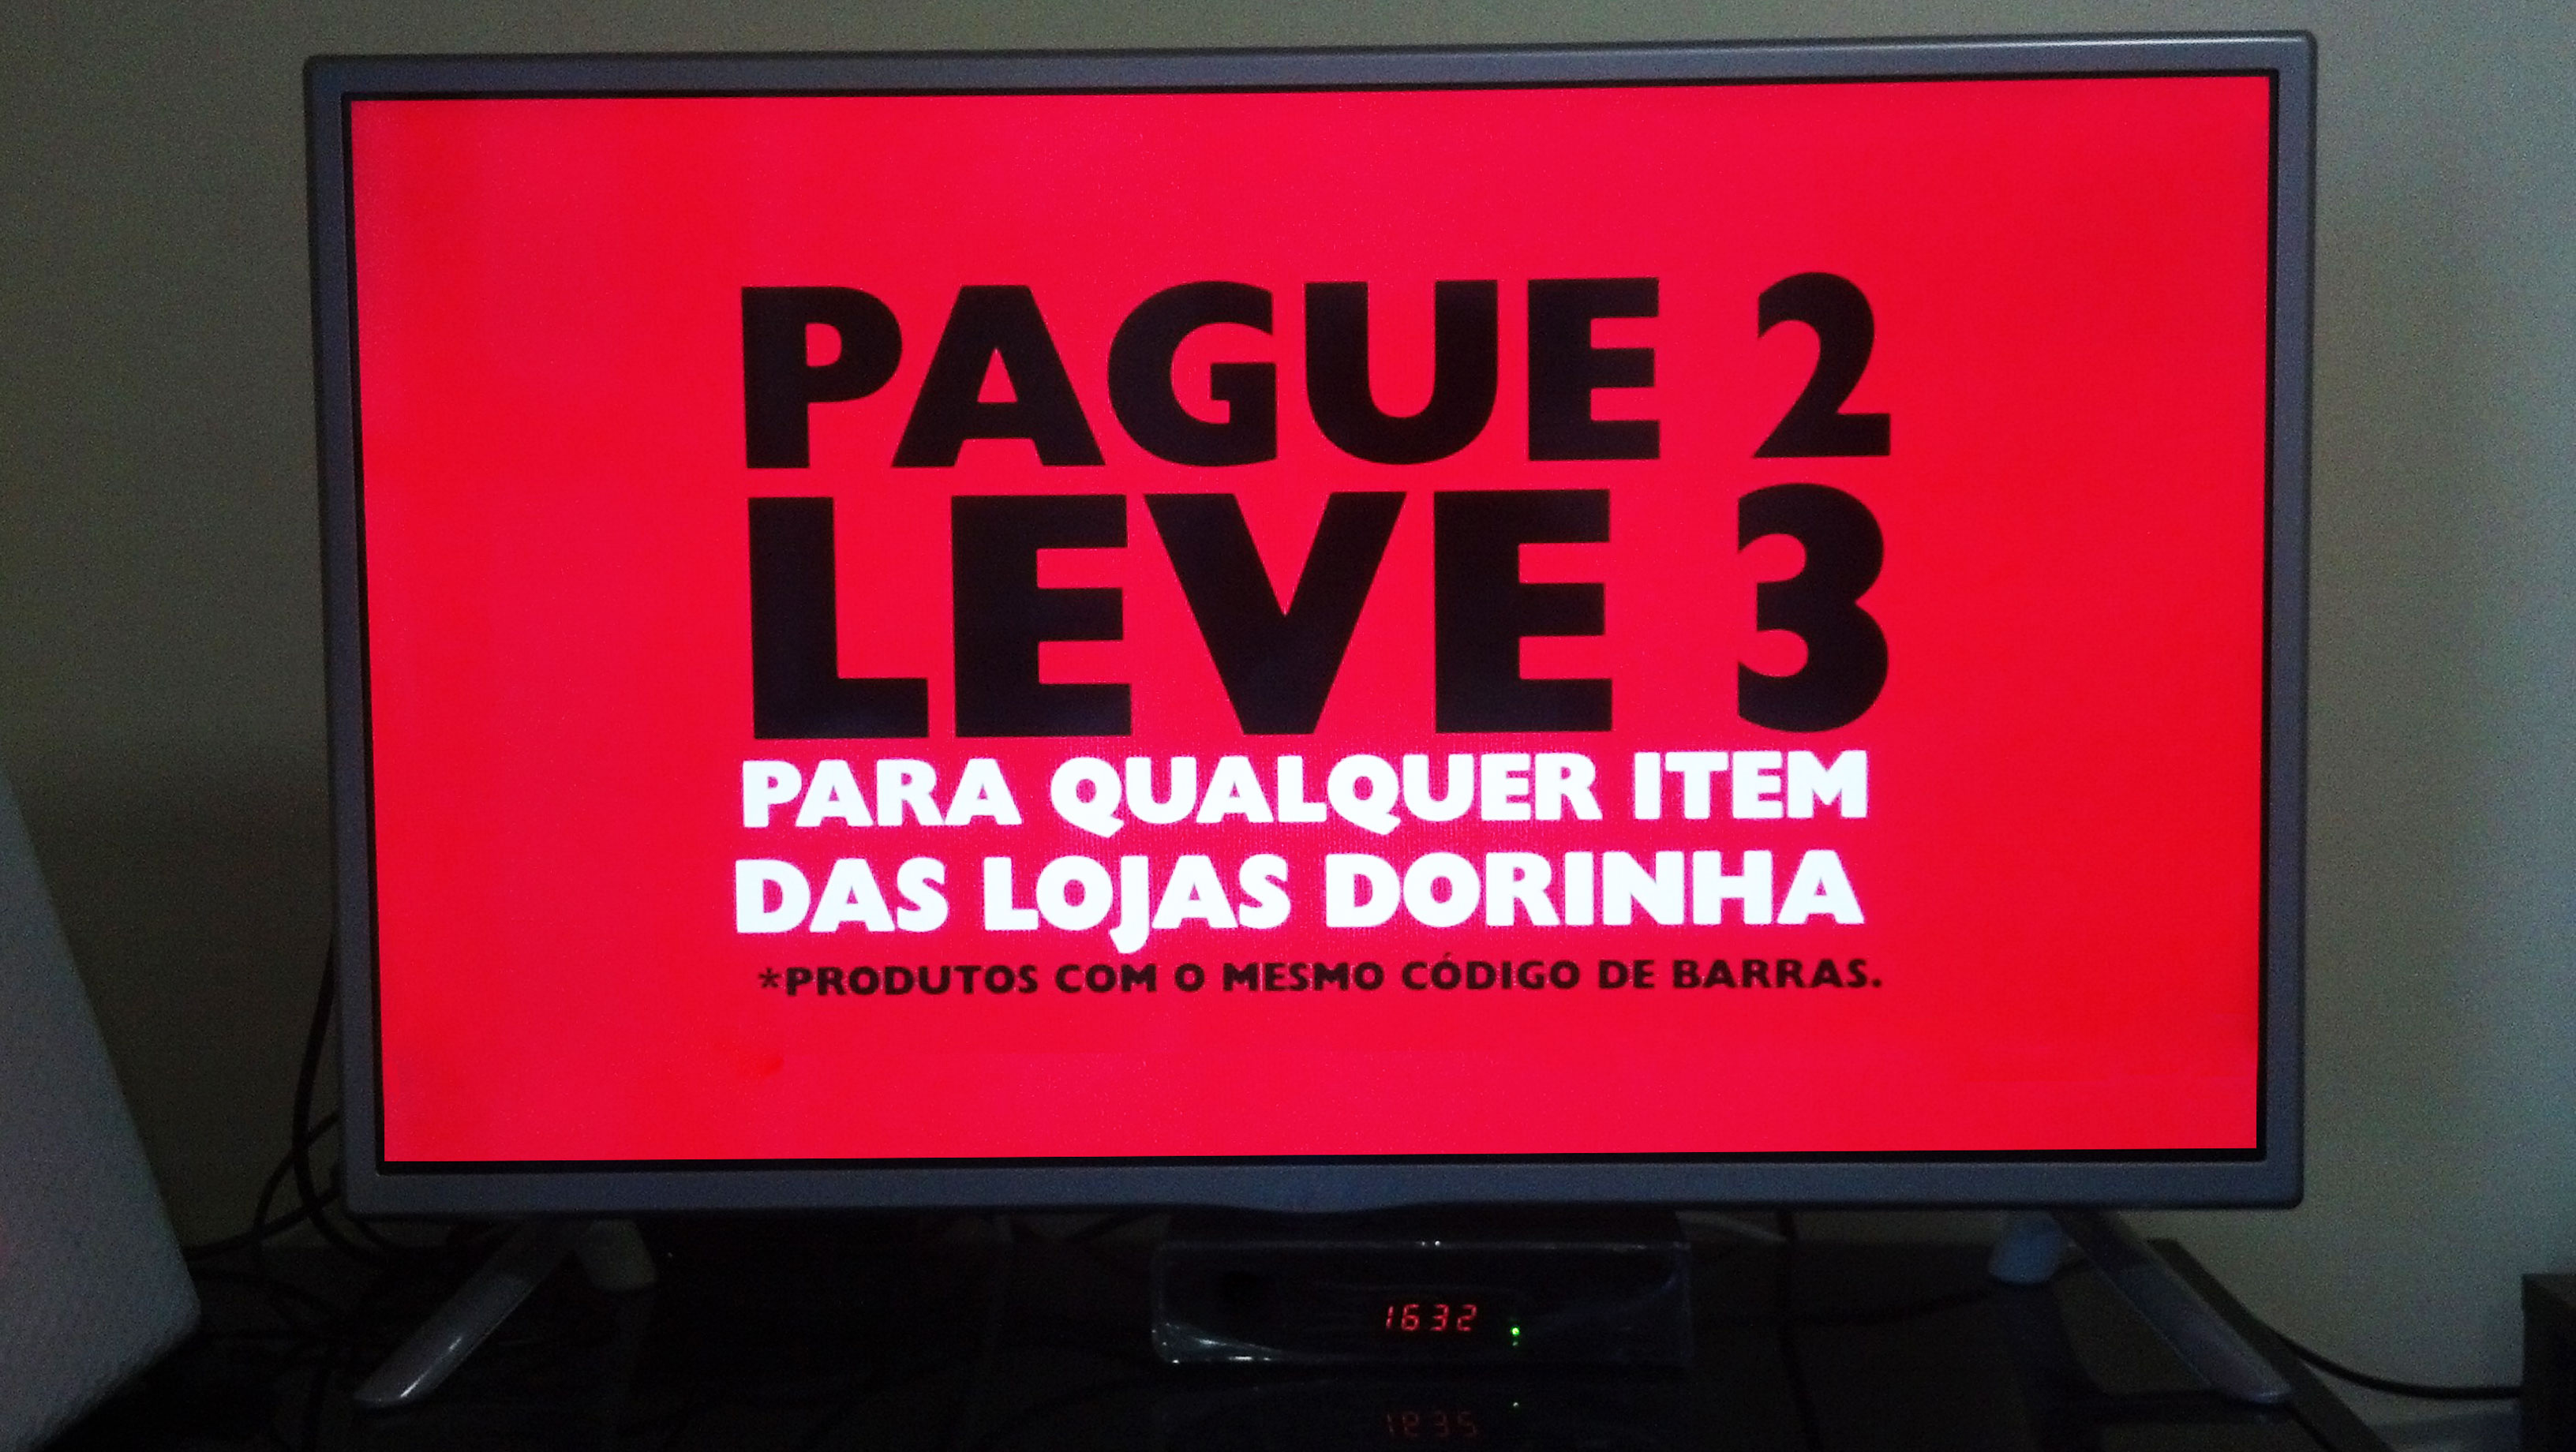 PAGUE 2
LEVE 3
PARA QUALQUER ITEM
DAS LOJAS DORINHA
*PRODUTOS COM O MESMO CÓDIGO DE BARRAS.
1632